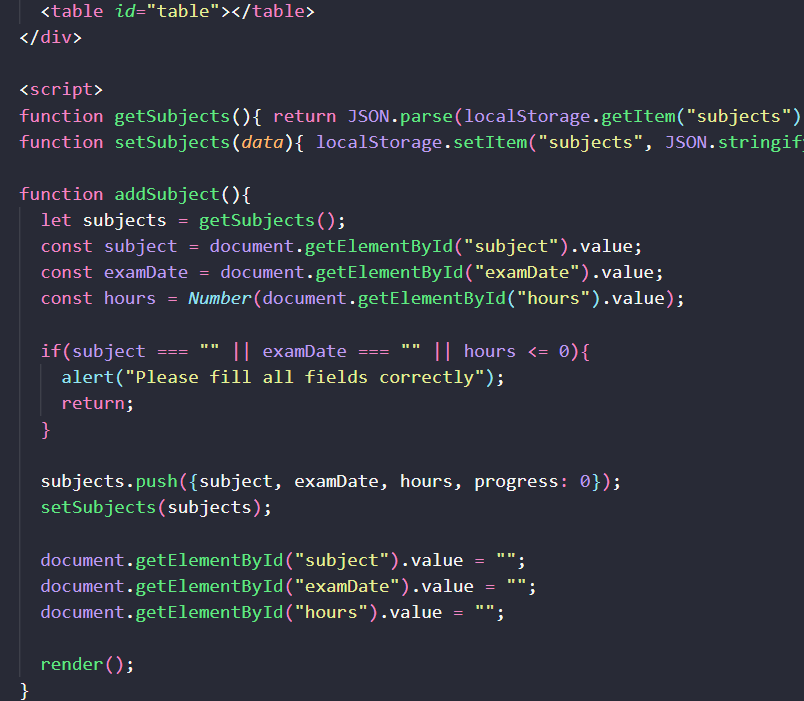 <table id="table"></table>
</div>
<script>
function getSubjects(){ return JSON.parse(localStorage.getItem("subjects")
function setSubjects(data){ localStorage.setItem("subjects", JSON.stringify
function addSubject(){
let subjects = getSubjects();
const subject = document.getElementById("subject").value;
const examDate = document.getElementById("examDate").value;
const hours = Number(document.getElementById("hours").value);
if(subject === "" || examDate === "" || hours <= 0){
alert("Please fill all fields correctly");
return;
}
subjects.push({subject, examDate, hours, progress: 0});
setSubjects(subjects);
document.getElementById("subject").value = "";
document.getElementById("examDate").value = "";
document.getElementById("hours").value = "";
render();
}